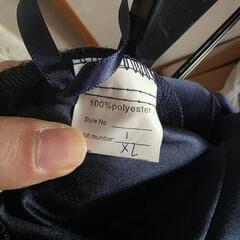 100%polyester
Style No 1
Job number: XL